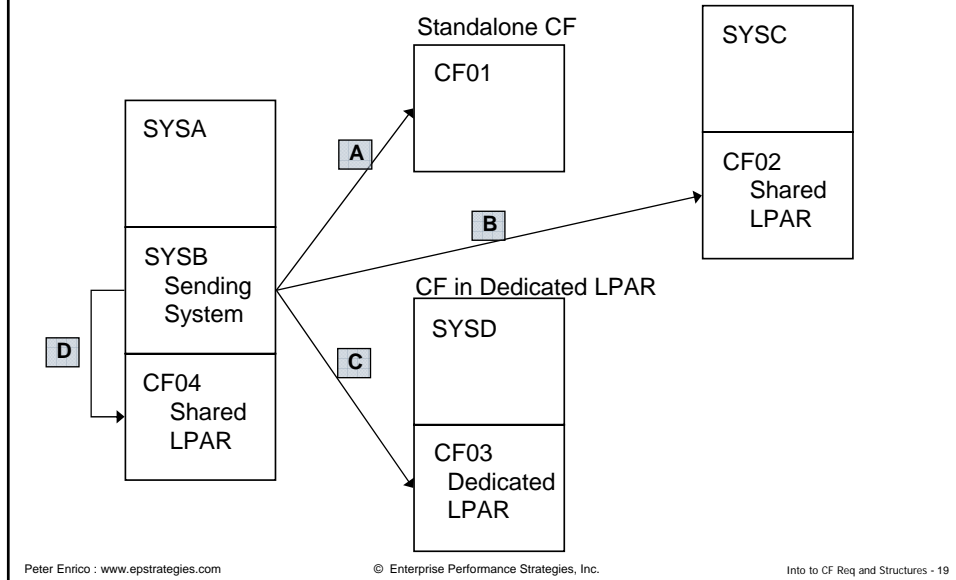 Standalone CF
CF01
SYSC
CF02
Shared
LPAR
SYSA
SYSB
Sending
System
CF04
Shared
LPAR
A
B
C
D
CF in Dedicated LPAR
SYSD
CF03
Dedicated
LPAR
Peter Enrico : www.epstrategies.com
© Enterprise Performance Strategies, Inc.
Into to CF Req and Structures - 19